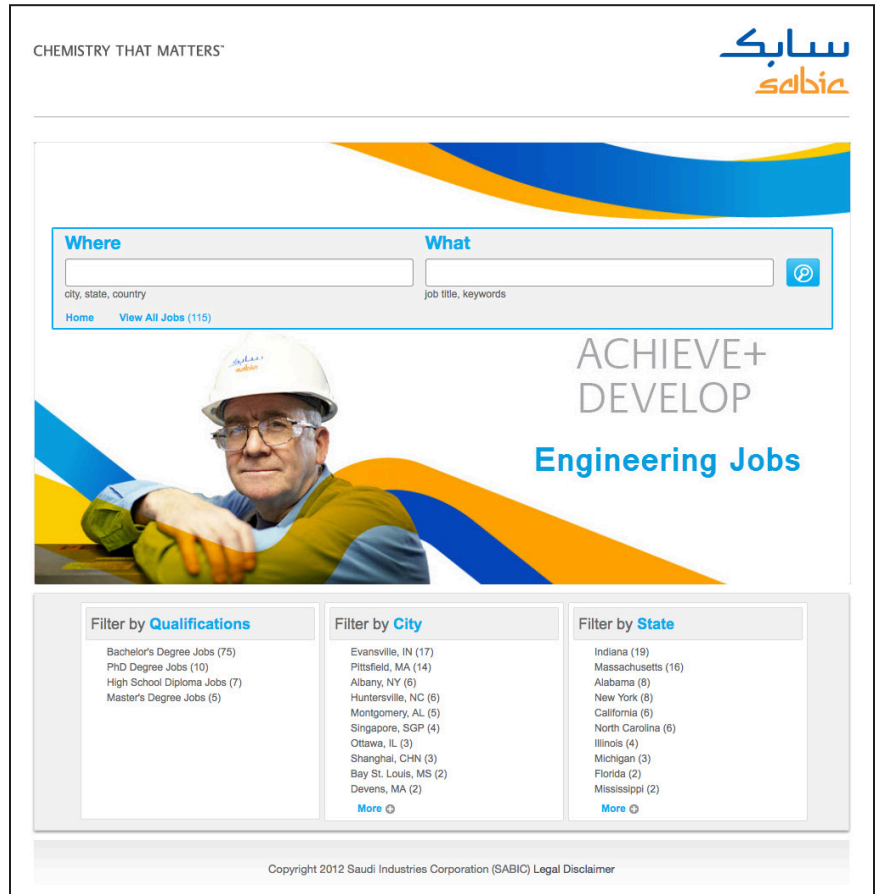 CHEMISTRY THAT MATTERS™
سابك
sabic
Where
What
city, state, country
job title, keywords
Home View All Jobs (115)
سابك
sabic
ACHIEVE+
DEVELOP
Engineering Jobs
Filter by Qualifications
Bachelor's Degree Jobs (75)
PhD Degree Jobs (10)
High School Diploma Jobs (7)
Master's Degree Jobs (5)
Filter by City
Evansville, IN (17)
Pittsfield, MA (14)
Albany, NY (6)
Huntersville, NC (6)
Montgomery, AL (5)
Singapore, SGP (4)
Ottawa, IL (3)
Shanghai, CHN (3)
Bay St. Louis, MS (2)
Devens, MA (2)
More
Filter by State
Indiana (19)
Massachusetts (16)
Alabama (8)
New York (8)
California (6)
North Carolina (6)
Illinois (4)
Michigan (3)
Florida (2)
Mississippi (2)
More
Copyright 2012 Saudi Industries Corporation (SABIC) Legal Disclaimer